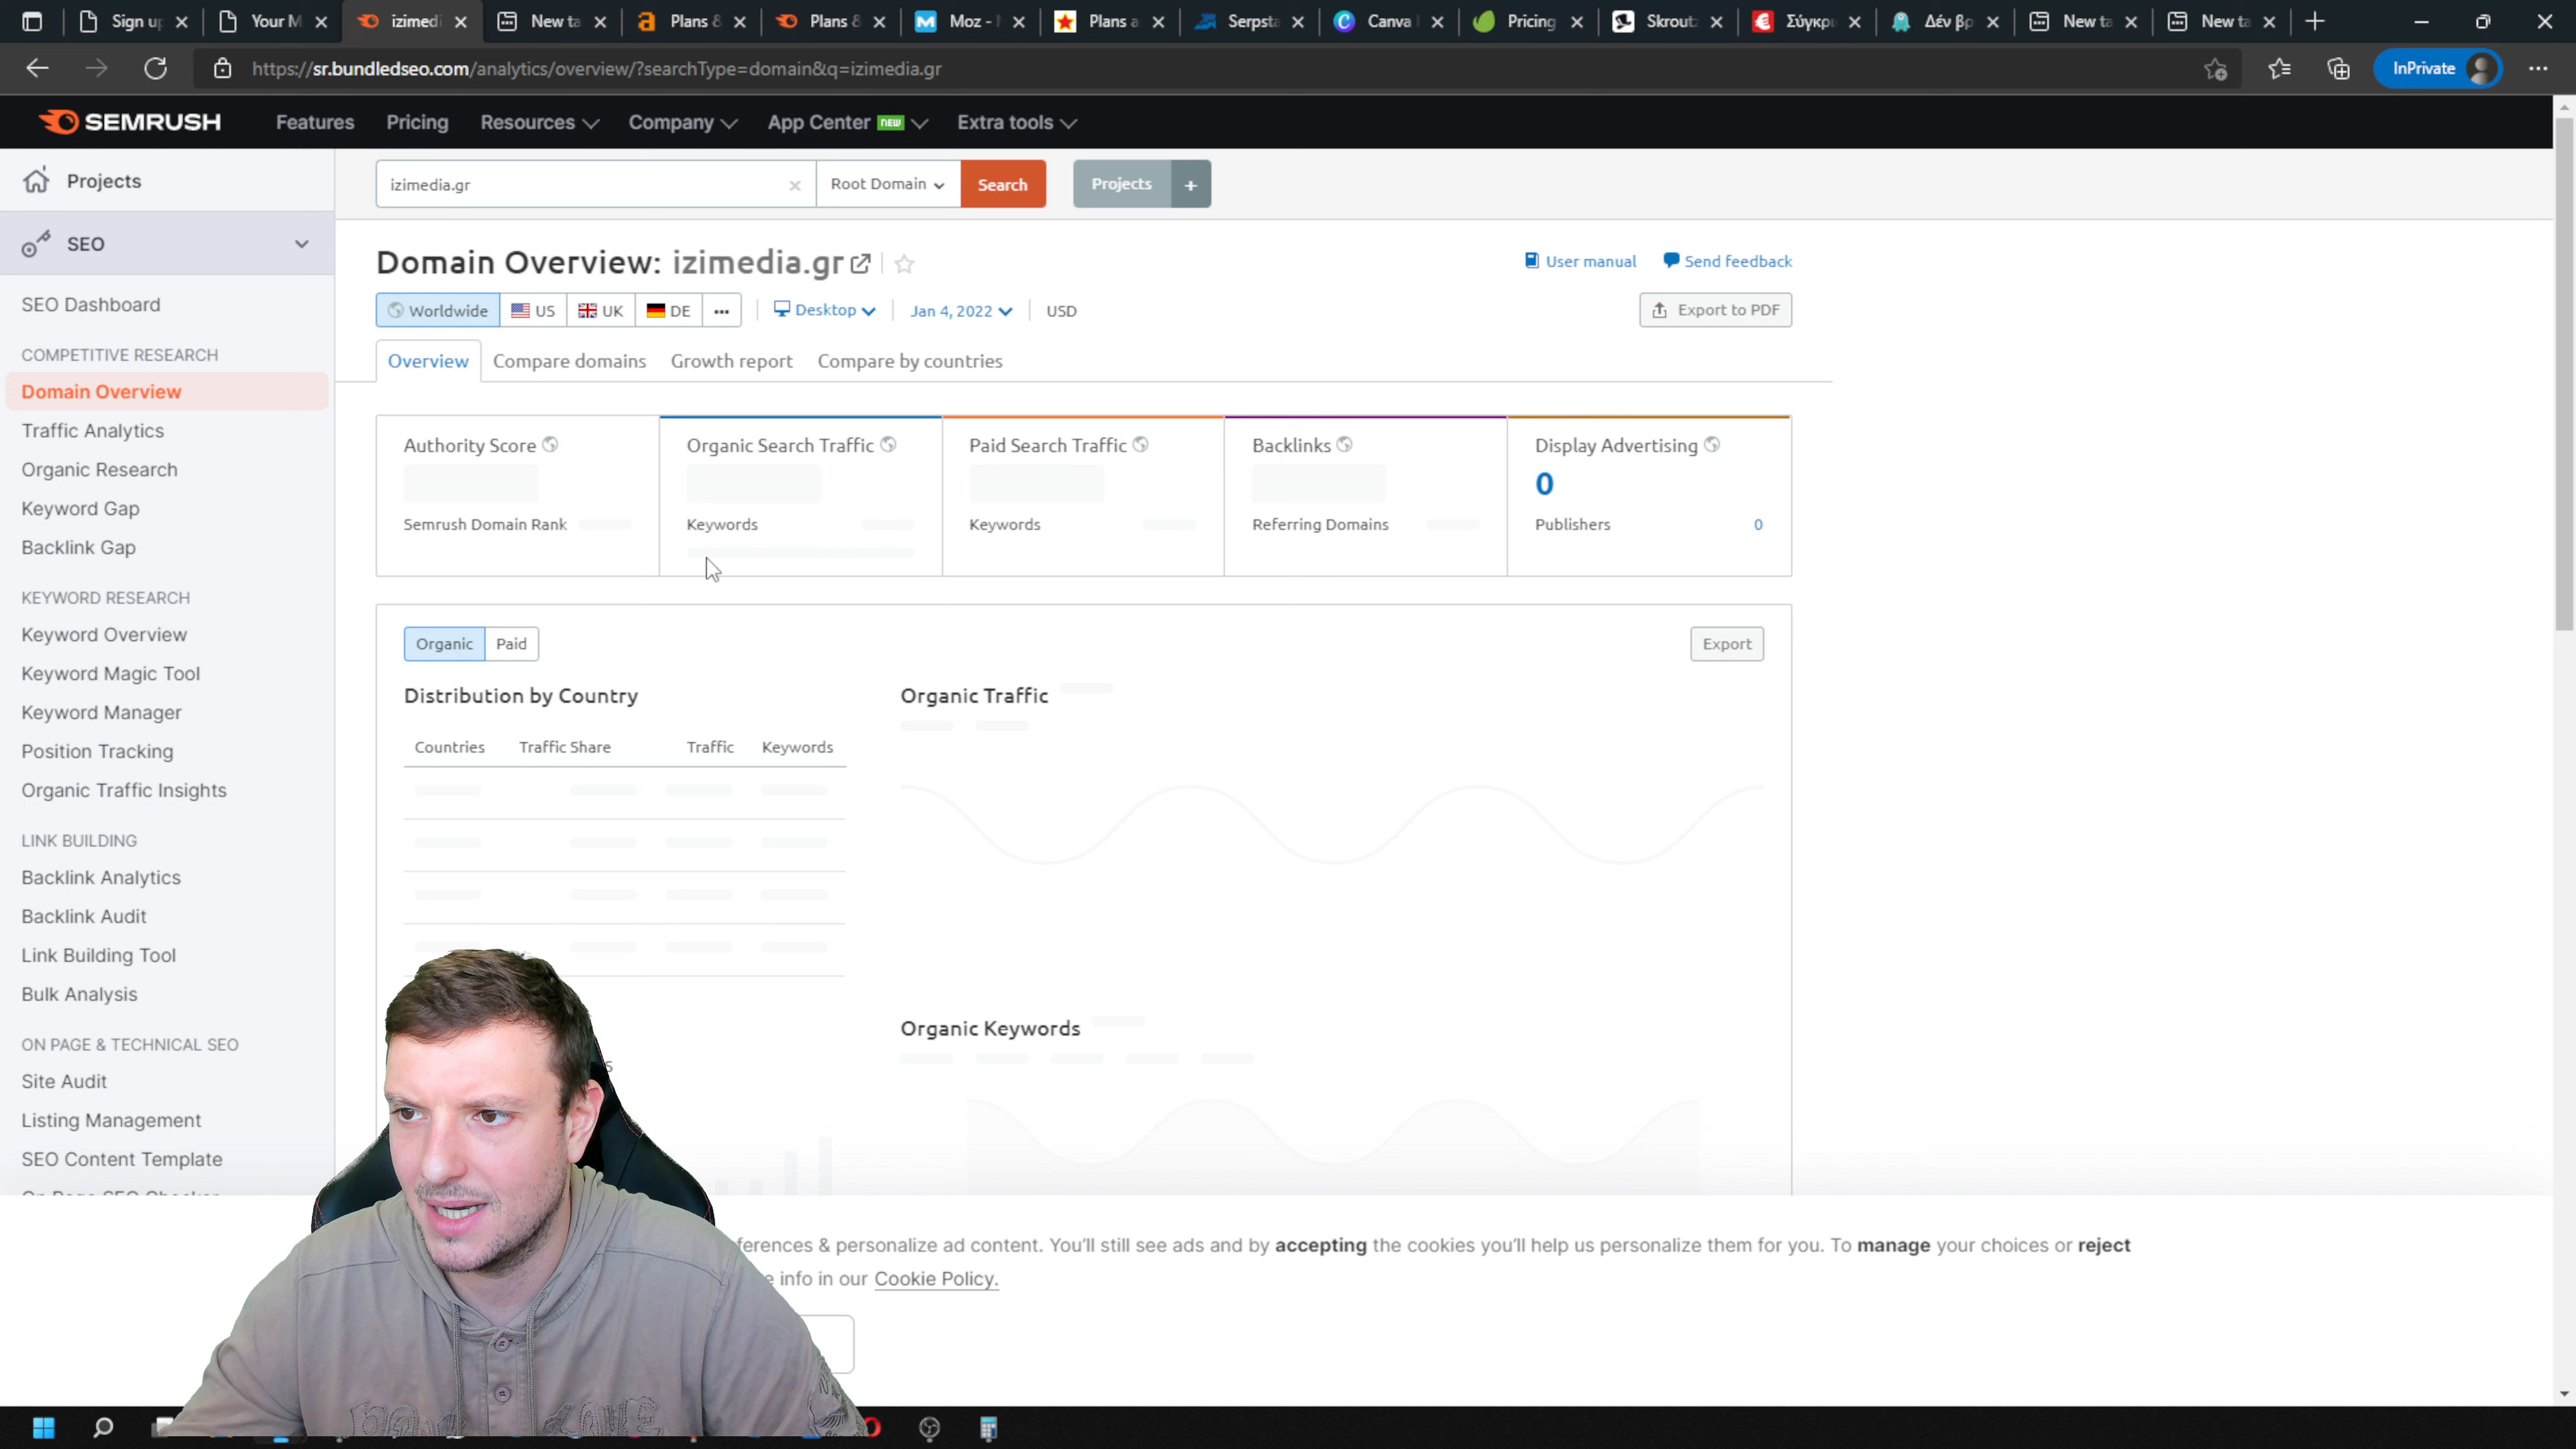 Sign up
Your M
izimedi
New ta
Plans &
Plans &
Moz -
Plans a
Serpsta
Canva
Pricing
Skroutz
Σύγκρι
Δέν βρ
New ta
New ta
https://sr.bundledseo.com/analytics/overview/?searchType=domain&q=izimedia.gr
InPrivate
SEMRUSH
Features
Pricing
Resources
Company
App Center NEW
Extra tools
Projects
izimedia.gr
Root Domain
Search
Projects +
SEO
Domain Overview: izimedia.gr
User manual
Send feedback
SEO Dashboard
Worldwide
US
UK
DE
...
Desktop
Jan 4, 2022
USD
Export to PDF
COMPETITIVE RESEARCH
Domain Overview
Traffic Analytics
Organic Research
Keyword Gap
Backlink Gap
Overview
Compare domains
Growth report
Compare by countries
Authority Score
Semrush Domain Rank
Organic Search Traffic
Keywords
Paid Search Traffic
Keywords
Backlinks
Referring Domains
Display Advertising
0
Publishers 0
KEYWORD RESEARCH
Keyword Overview
Keyword Magic Tool
Keyword Manager
Position Tracking
Organic Traffic Insights
Organic
Paid
Export
Distribution by Country
Countries Traffic Share Traffic Keywords
Organic Traffic
Organic Keywords
LINK BUILDING
Backlink Analytics
Backlink Audit
Link Building Tool
Bulk Analysis
ON PAGE & TECHNICAL SEO
Site Audit
Listing Management
SEO Content Template
On Page SEO Checker
ferences & personalize ad content. You'll still see ads and by accepting the cookies you'll help us personalize them for you. To manage your choices or reject
e info in our Cookie Policy.